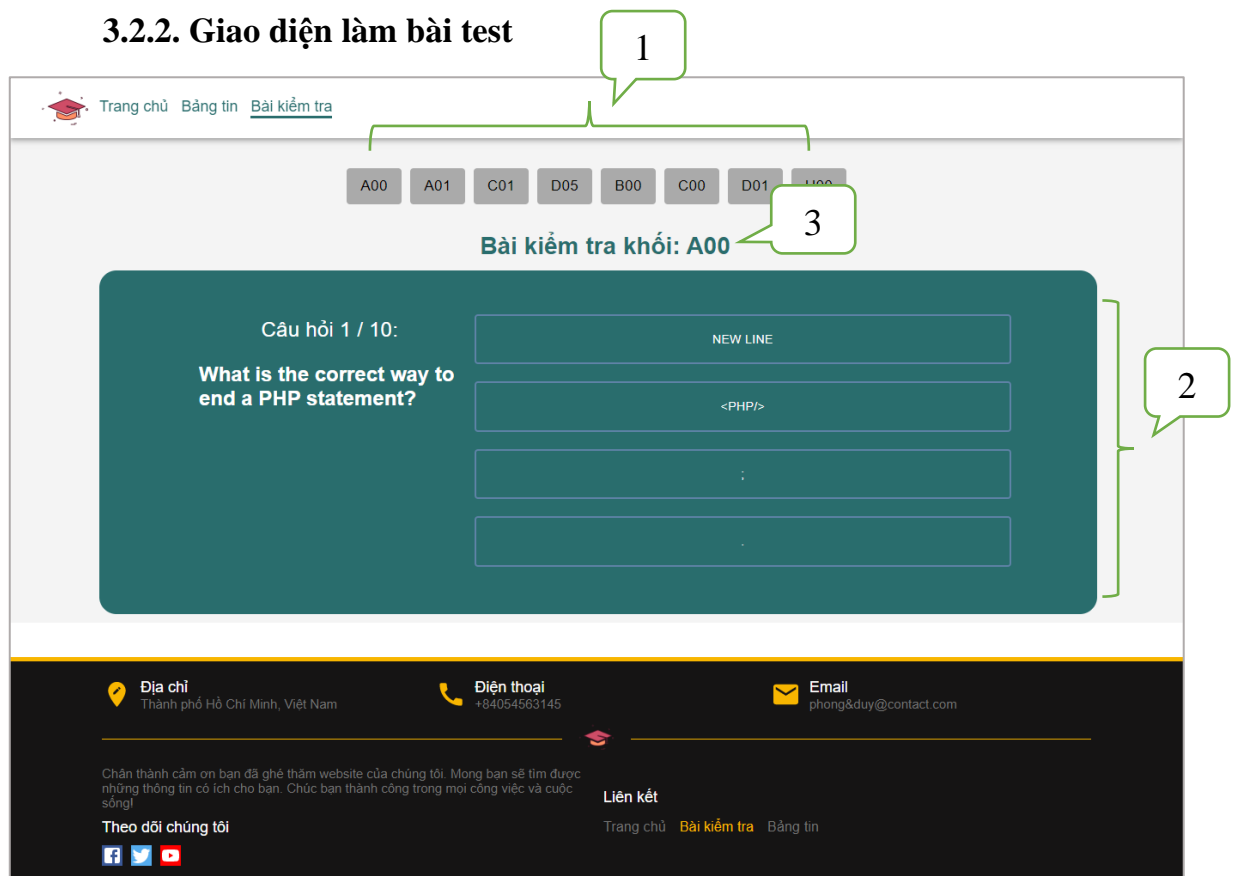 3.2.2. Giao diện làm bài test
1
Trang chủ Bảng tin Bài kiểm tra
A00 A01 C01 D05 B00 C00 D01
3
Bài kiểm tra khối: A00
Câu hỏi 1 / 10:
What is the correct way to
end a PHP statement?
NEW LINE
<PHP/>
;
.
2
Địa chỉ
Thành phố Hồ Chí Minh, Việt Nam
Điện thoại
+84054563145
Email
phong&duy@contact.com
Chân thành cảm ơn bạn đã ghé thăm website của chúng tôi. Mong bạn sẽ tìm được
những thông tin có ích cho bạn. Chúc bạn thành công trong mọi công việc và cuộc
sống!
Theo dõi chúng tôi
Liên kết
Trang chủ Bài kiểm tra Bảng tin